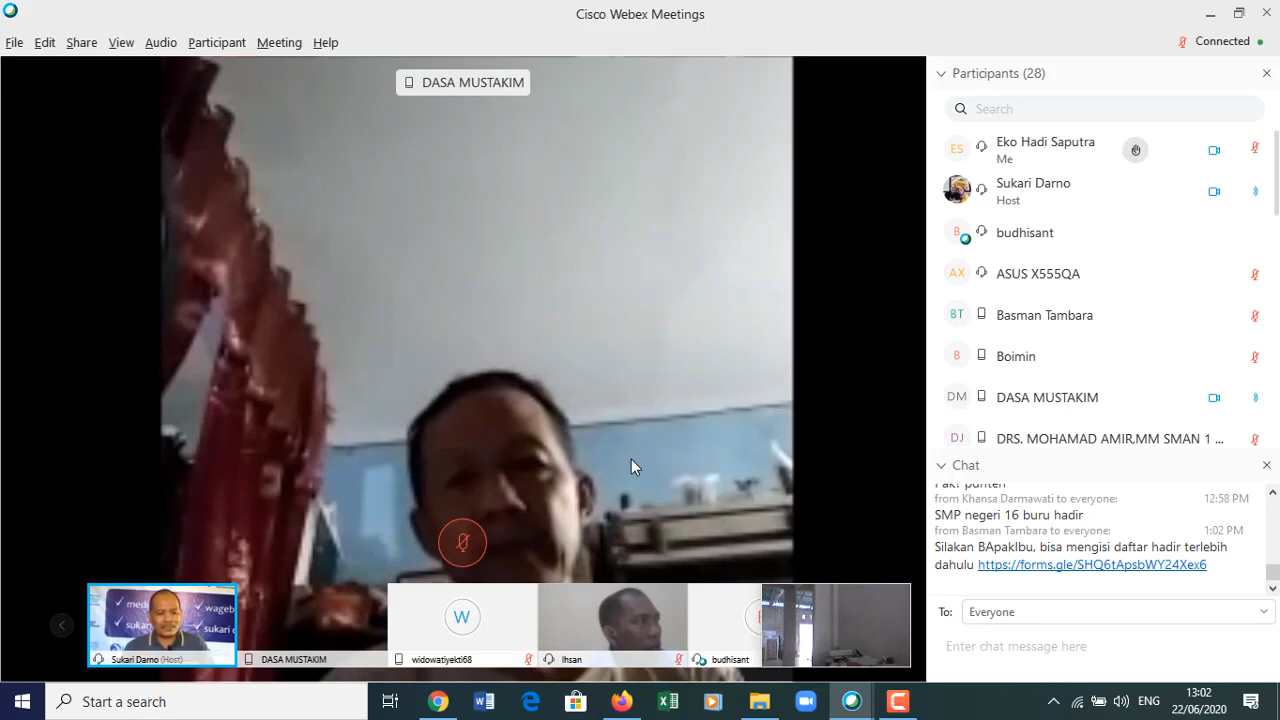 Cisco Webex Meetings
File Edit Share View Audio Participant Meeting Help
Connected
DASA MUSTAKIM
Participants (28)
Search
ES Eko Hadi Saputra
Me
Sukari Darno
Host
B budhisant
AX ASUS X555QA
BT Basman Tambara
B Boimin
DM DASA MUSTAKIM
DJ DRS. MOHAMAD AMIR,MM SMAN 1 ...
Chat
from Khansa Darmawati to everyone: 12:58 PM
SMP negeri 16 buru hadir
from Basman Tambara to everyone: 1:02 PM
Silakan BApakIbu, bisa mengisi daftar hadir terlebih
dahulu https://forms.gle/SHQ6tApsbWY24Xex6
To: Everyone
Enter chat message here
W
Sukari Darno (Host)
DASA MUSTAKIM
widowatiyekti68
Ihsan
budhisant
Start a search
ENG
13:02
22/06/2020